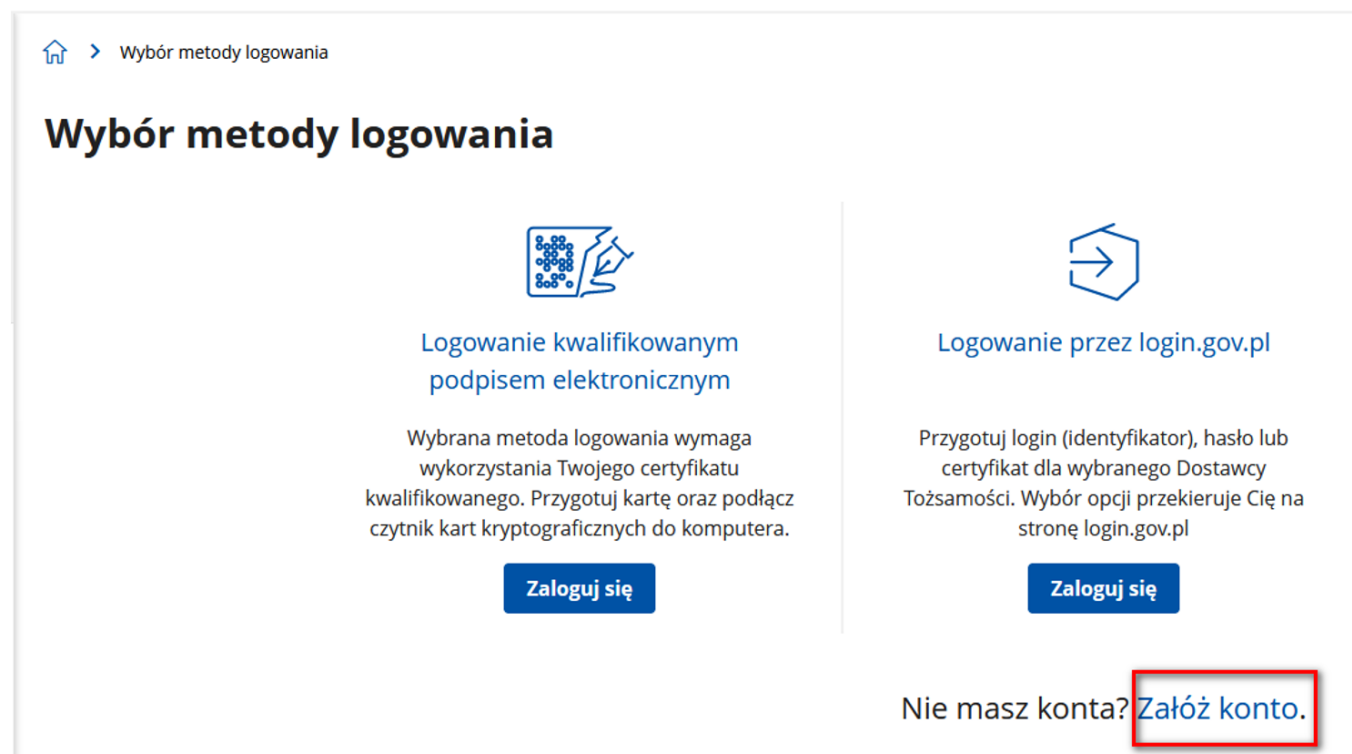 Wybór metody logowania
Wybór metody logowania
Logowanie kwalifikowanym
podpisem elektronicznym
Wybrana metoda logowania wymaga
wykorzystania Twojego certyfikatu
kwalifikowanego. Przygotuj kartę oraz podłącz
czytnik kart kryptograficznych do komputera.
Zaloguj się
Logowanie przez login.gov.pl
Przygotuj login (identyfikator), hasło lub
certyfikat dla wybranego Dostawcy
Tożsamości. Wybór opcji przekieruje Cię na
stronę login.gov.pl
Zaloguj się
Nie masz konta? Załóż konto.